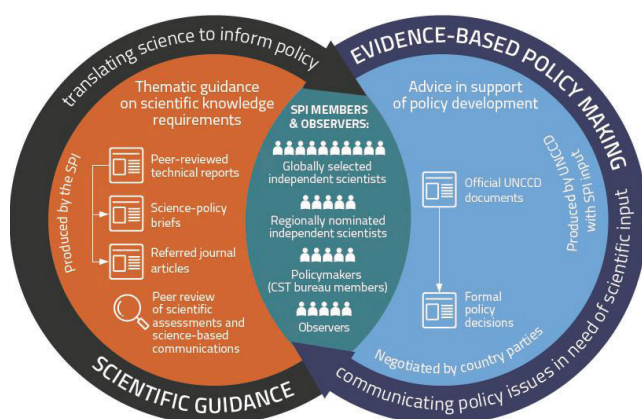 translating science to inform policy
EVIDENCE-BASED POLICY MAKING
Thematic guidance
on scientific knowledge
requirements
Produced by the SPI
Peer-reviewed
technical reports
Science-policy
briefs
Referred journal
articles
Peer review
of scientific
assessments and
science-based
communications
SCIENTIFIC GUIDANCE
SPI MEMBERS
& OBSERVERS:
Globally selected
independent scientists
Regionally nominated
independent scientists
Policymakers
(CST bureau members)
Observers
Advice in support
of policy development
Official UNCCD
documents
Produced by UNCCD
with SPI input
Formal
policy
decisions
Negotiated by country parties
communicating policy issues in need of scientific input